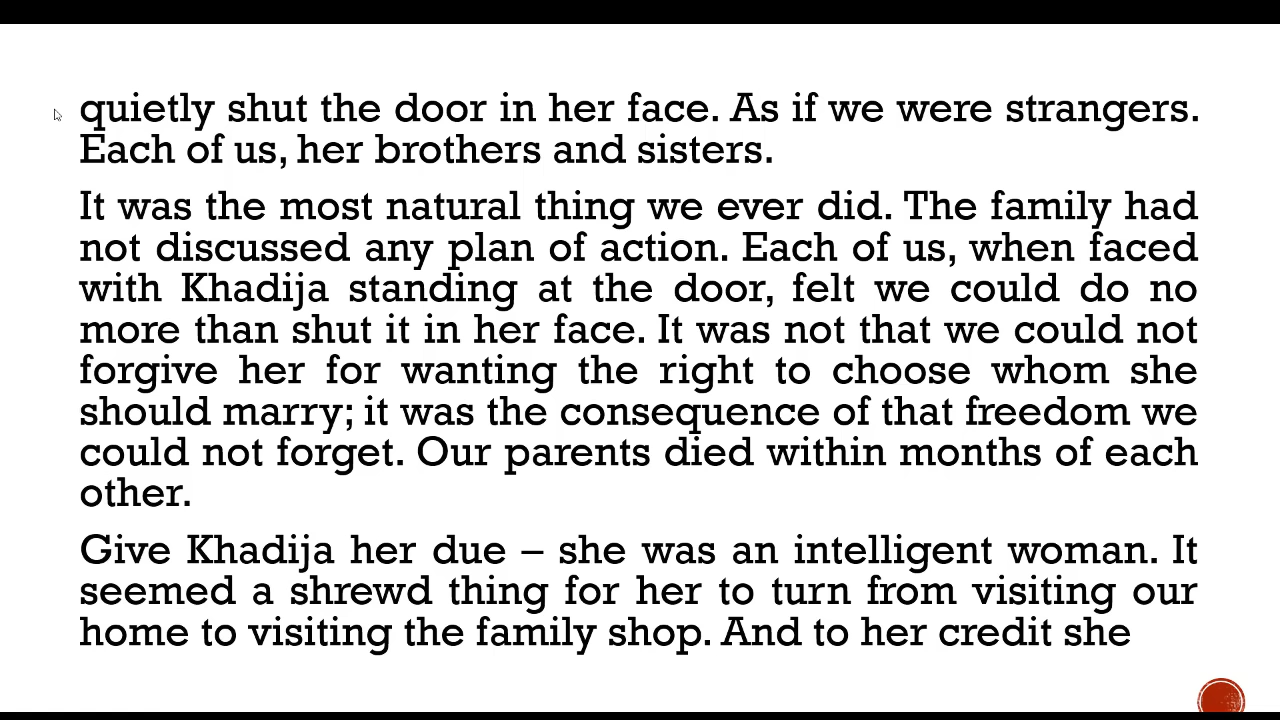 quietly shut the door in her face. As if we were strangers.
Each of us, her brothers and sisters.
It was the most natural thing we ever did. The family had
not discussed any plan of action. Each of us, when faced
with Khadija standing at the door, felt we could do no
more than shut it in her face. It was not that we could not
forgive her for wanting the right to choose whom she
should marry; it was the consequence of that freedom we
could not forget. Our parents died within months of each
other.
Give Khadija her due – she was an intelligent woman. It
seemed a shrewd thing for her to turn from visiting our
home to visiting the family shop. And to her credit she